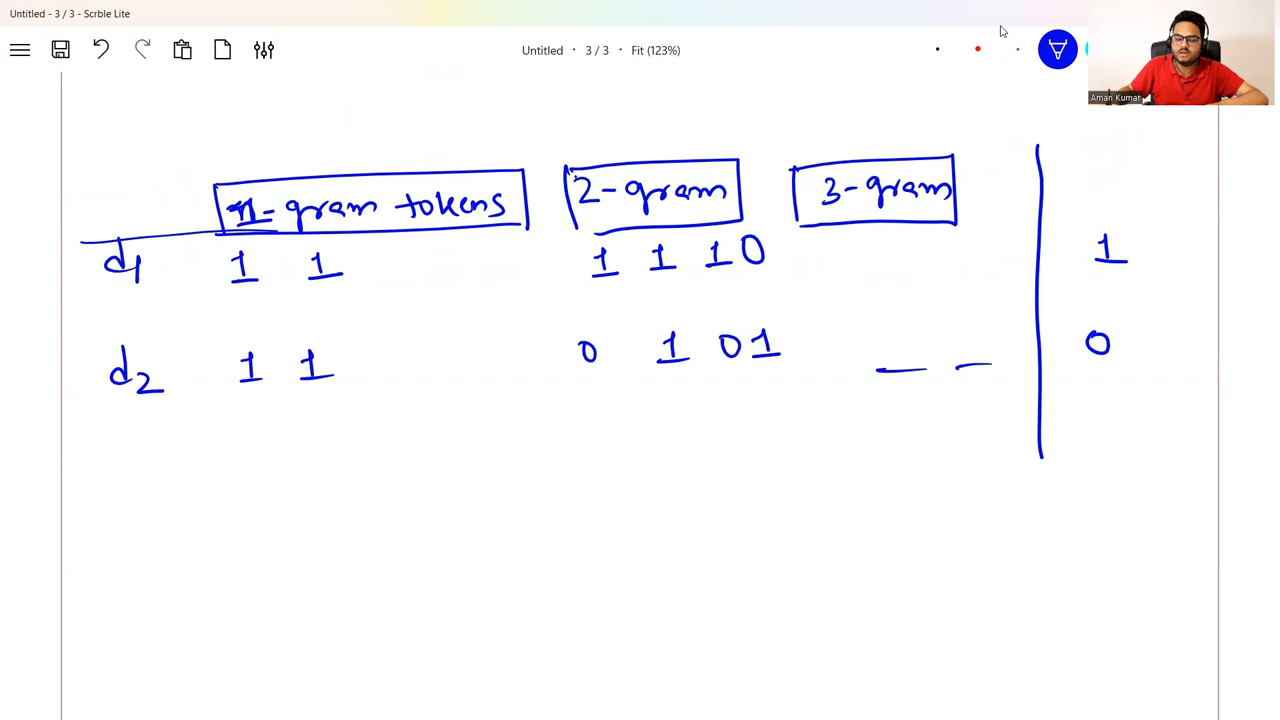 Untitled - 3 / 3 - Scrble Lite
Untitled • 3 / 3 • Fit (123%)
Aman Kumar
1-gram tokens 2-gram 3-gram
d1 1 1 1 1 1 0 1
d2 1 1 0 1 0 1 — — 0